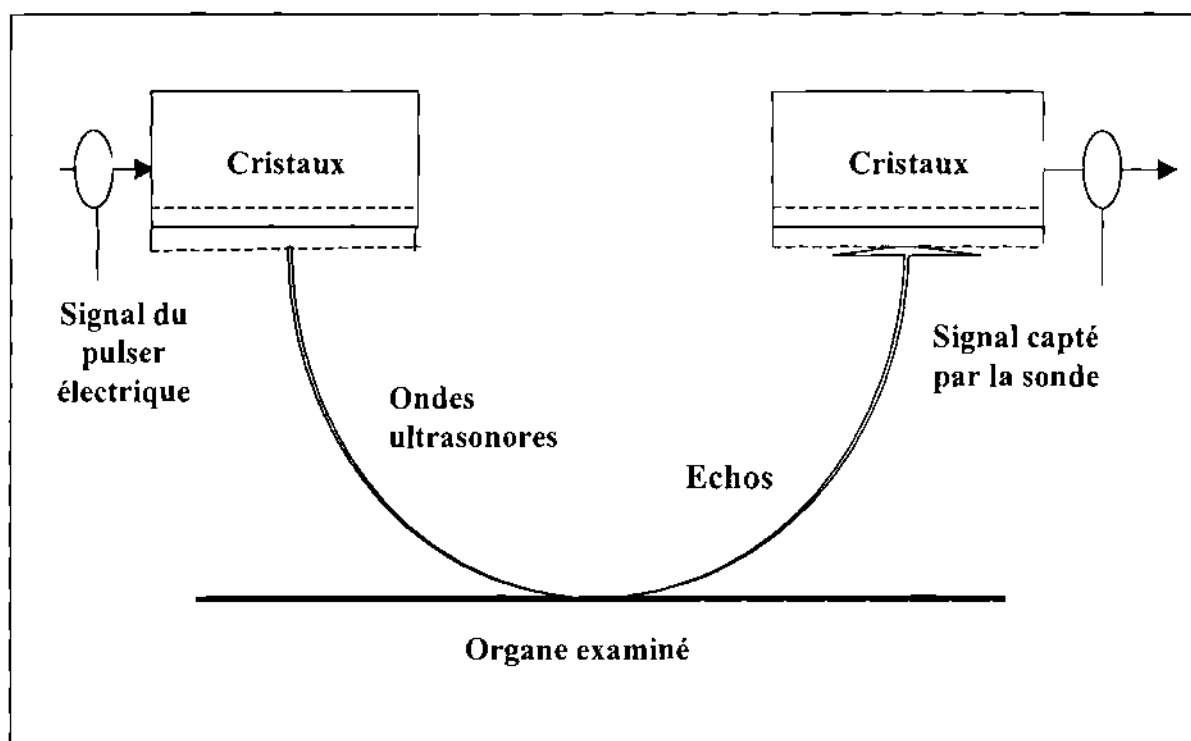 Cristaux
Cristaux
Signal du
pulser
électrique
Signal capté
par la sonde
Ondes
ultrasonores
Echos
Organe examiné